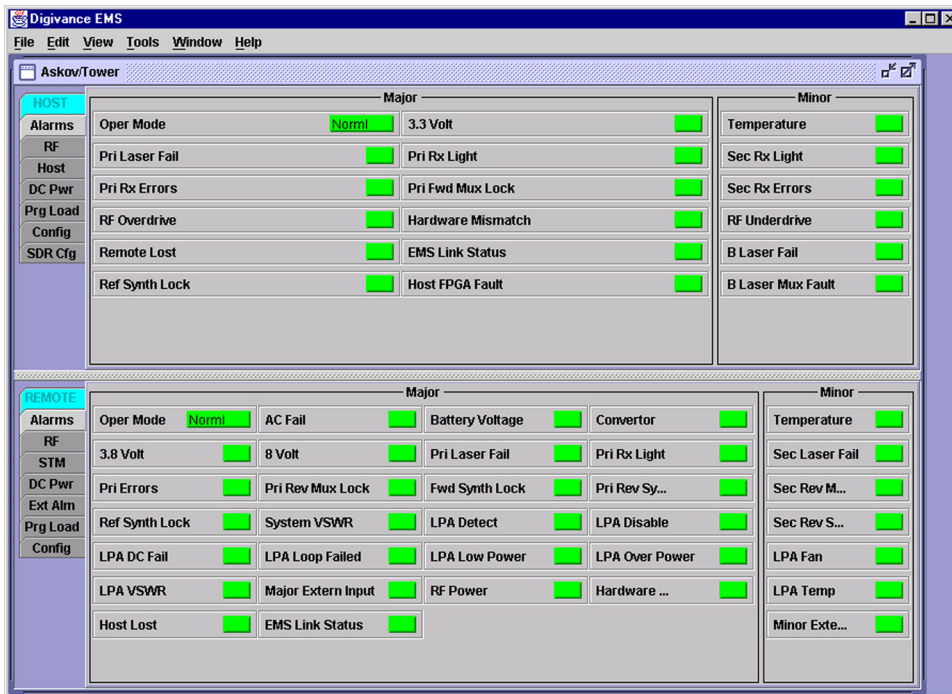 Digivance EMS
File Edit View Tools Window Help
Askov/Tower
HOST
Alarms
RF
Host
DC Pwr
Prg Load
Config
SDR Cfg
Major
Oper Mode Norml 3.3 Volt
Pri Laser Fail Pri Rx Light
Pri Rx Errors Pri Fwd Mux Lock
RF Overdrive Hardware Mismatch
Remote Lost EMS Link Status
Ref Synth Lock Host FPGA Fault
Minor
Temperature
Sec Rx Light
Sec Rx Errors
RF Underdrive
B Laser Fail
B Laser Mux Fault
REMOTE
Alarms
RF
STM
DC Pwr
Ext Alm
Prg Load
Config
Major
Oper Mode Norml AC Fail Battery Voltage Convertor
3.8 Volt 8 Volt Pri Laser Fail Pri Rx Light
Pri Errors Pri Rev Mux Lock Fwd Synth Lock Pri Rev Sy...
Ref Synth Lock System VSWR LPA Detect LPA Disable
LPA DC Fail LPA Loop Failed LPA Low Power LPA Over Power
LPA VSWR Major Extern Input RF Power Hardware ...
Host Lost EMS Link Status
Minor
Temperature
Sec Laser Fail
Sec Rev M...
Sec Rev S...
LPA Fan
LPA Temp
Minor Exte...